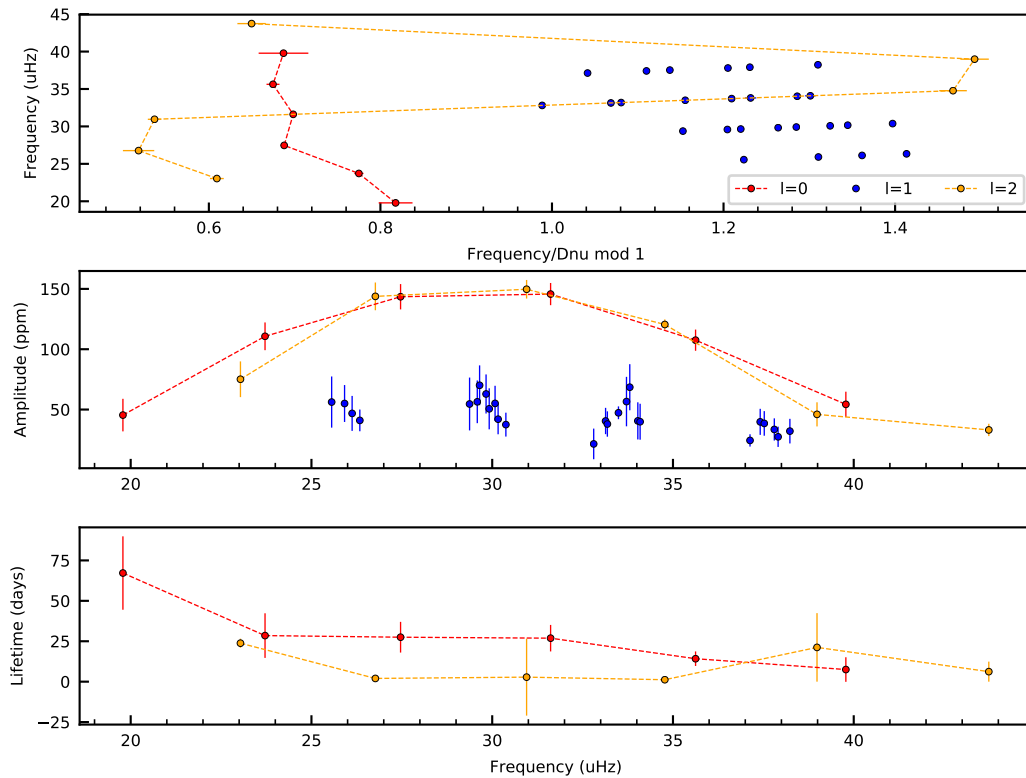 Frequency (uHz)
45
40
35
30
25
20
0.6 0.8 1.0 1.2 1.4
l=0 l=1 l=2
Frequency/Dnu mod 1
Amplitude (ppm)
150
100
50
20 25 30 35 40
Lifetime (days)
75
50
25
0
−25
20 25 30 35 40
Frequency (uHz)